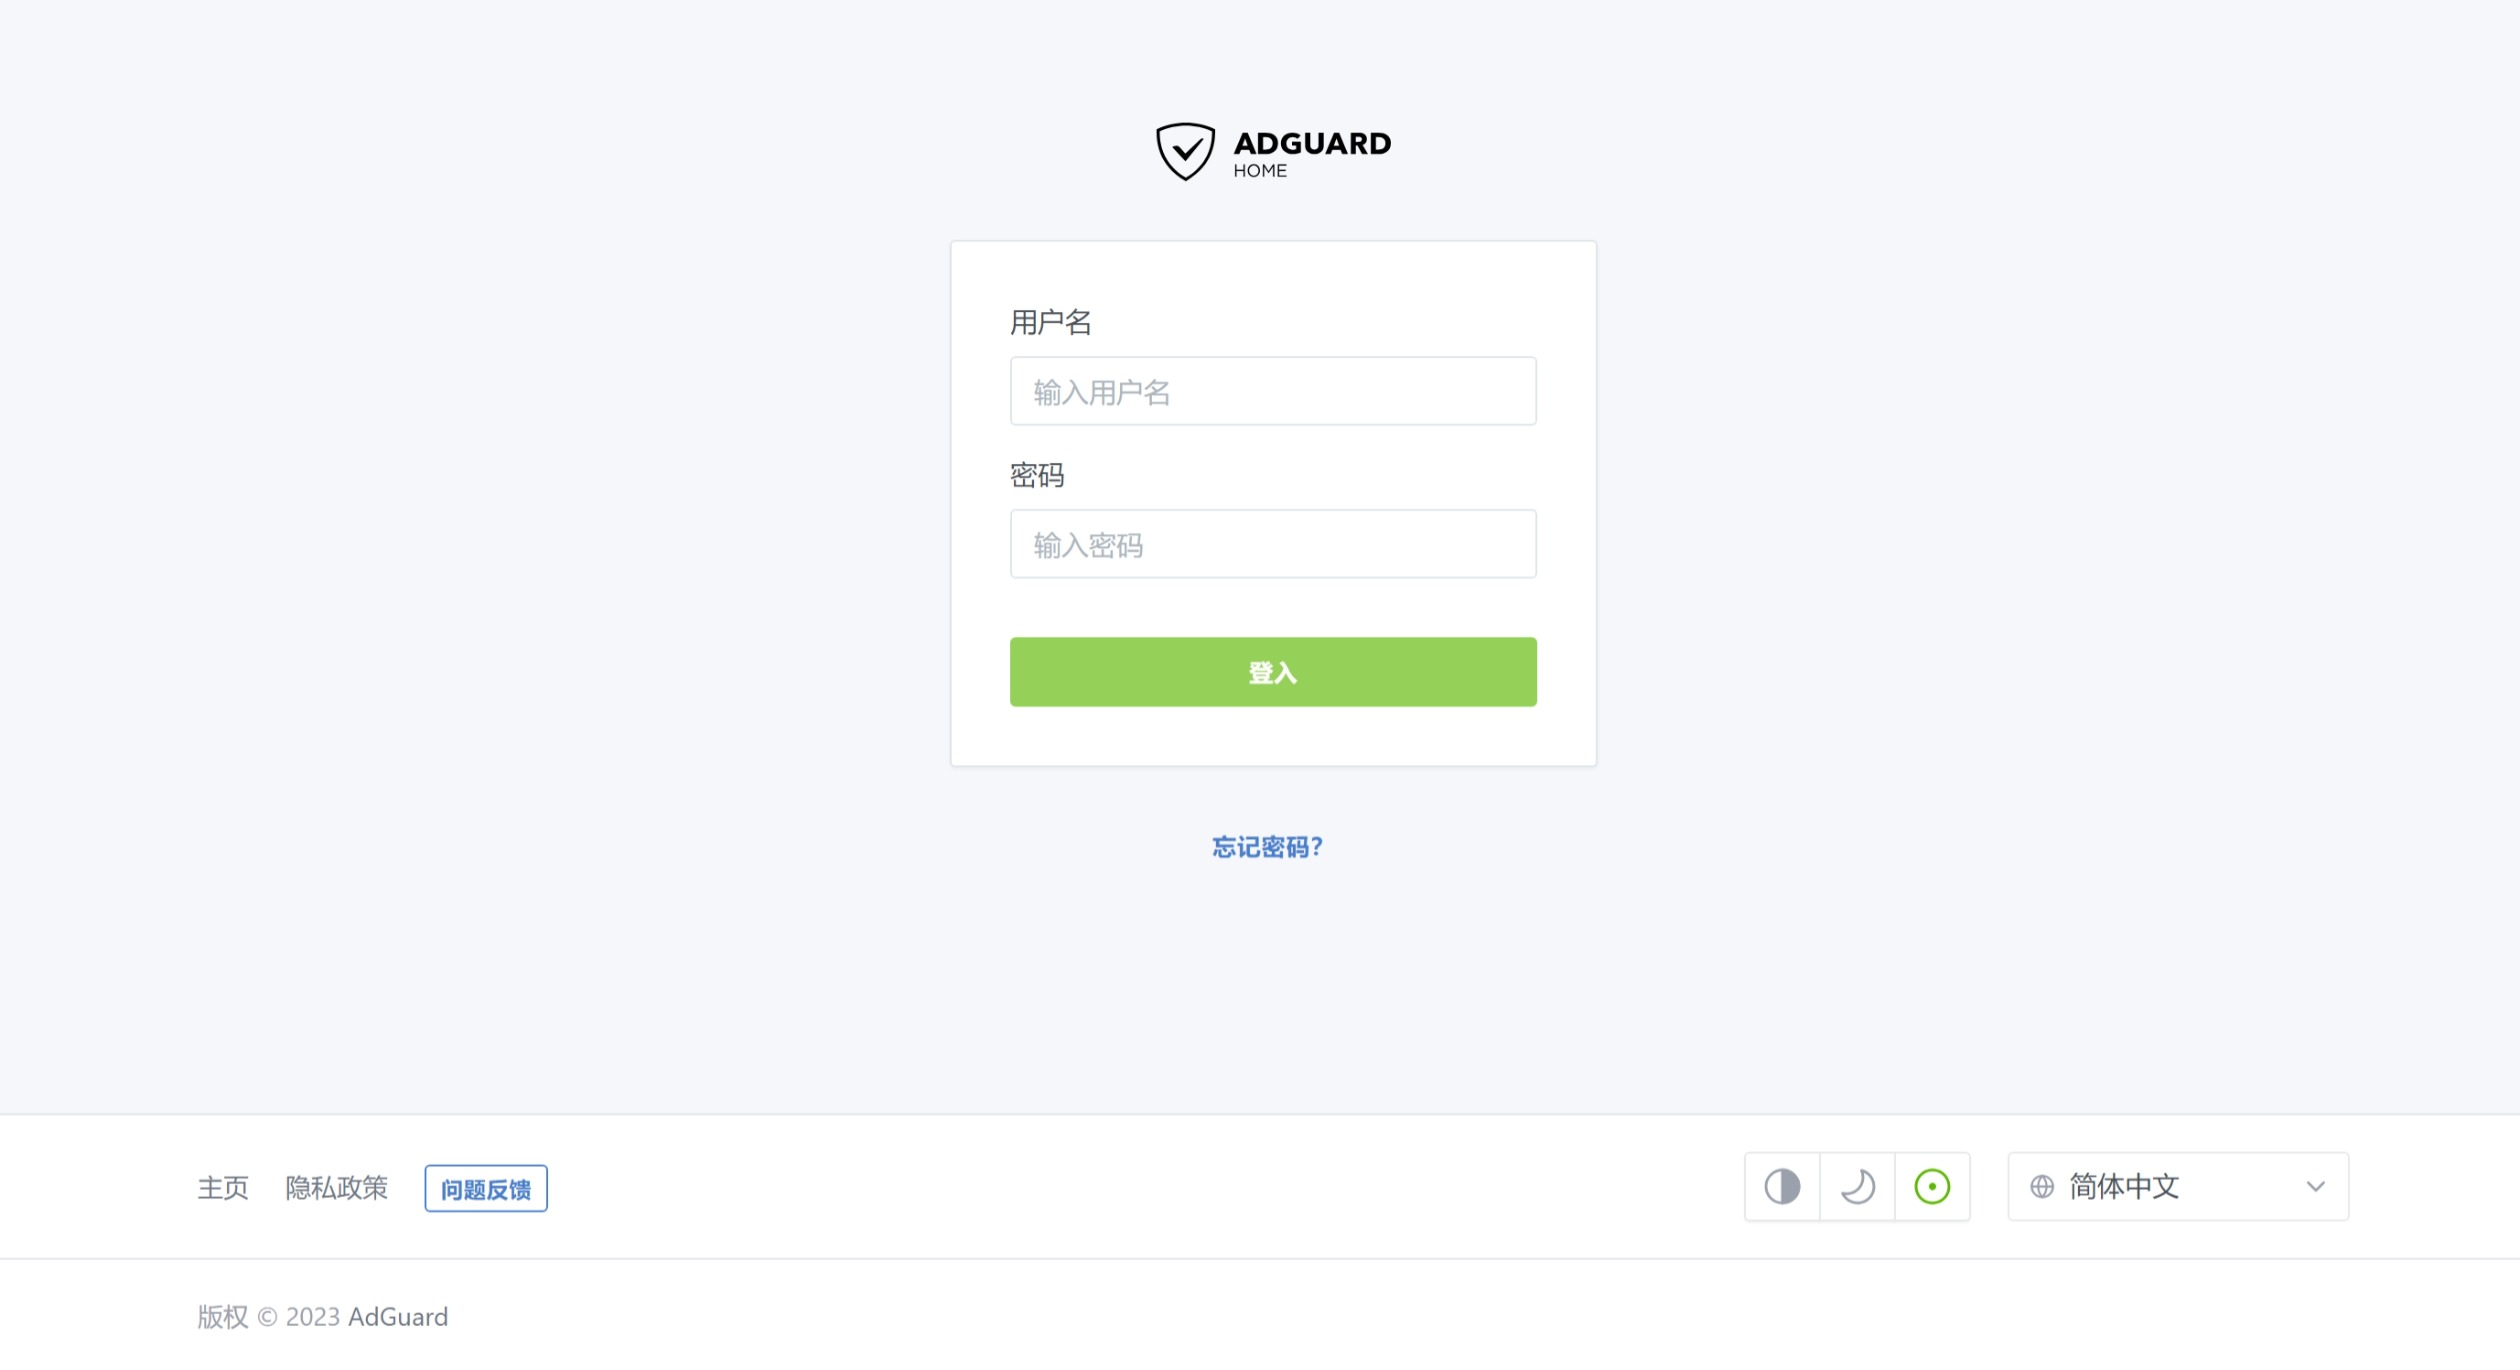 ADGUARD
HOME
用户名
输入用户名
密码
输入密码
登入
忘记密码?
主页 隐私政策 问题反馈 简体中文
版权 © 2023 AdGuard